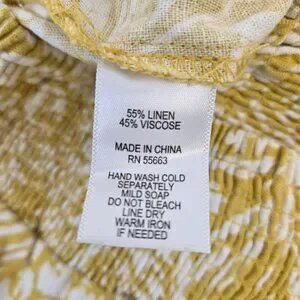 55% LINEN
45% VISCOSE
MADE IN CHINA
RN 55663
HAND WASH COLD
SEPARATELY
MILD SOAP
DO NOT BLEACH
LINE DRY
WARM IRON
IF NEEDED